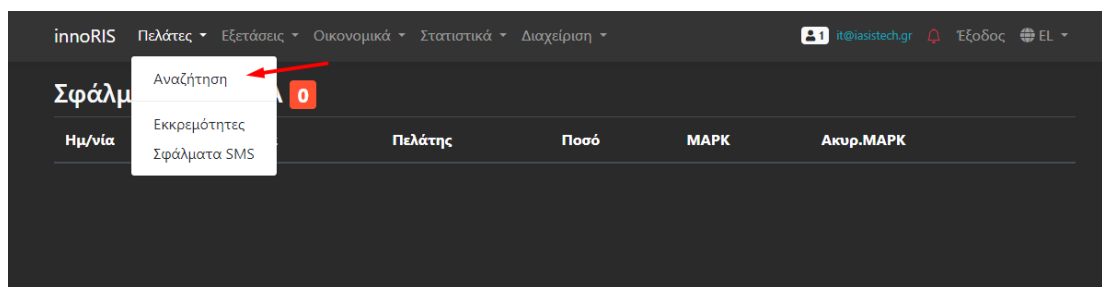 innoRIS Πελάτες Εξετάσεις Οικονομικά Στατιστικά Διαχείριση 1 it@iasistech.gr Έξοδος EL
Αναζήτηση
Σφάλμ 0
Εκκρεμότητες
Σφάλματα SMS
Ημ/νία Πελάτης Ποσό ΜΑΡΚ Ακυρ.ΜΑΡΚ